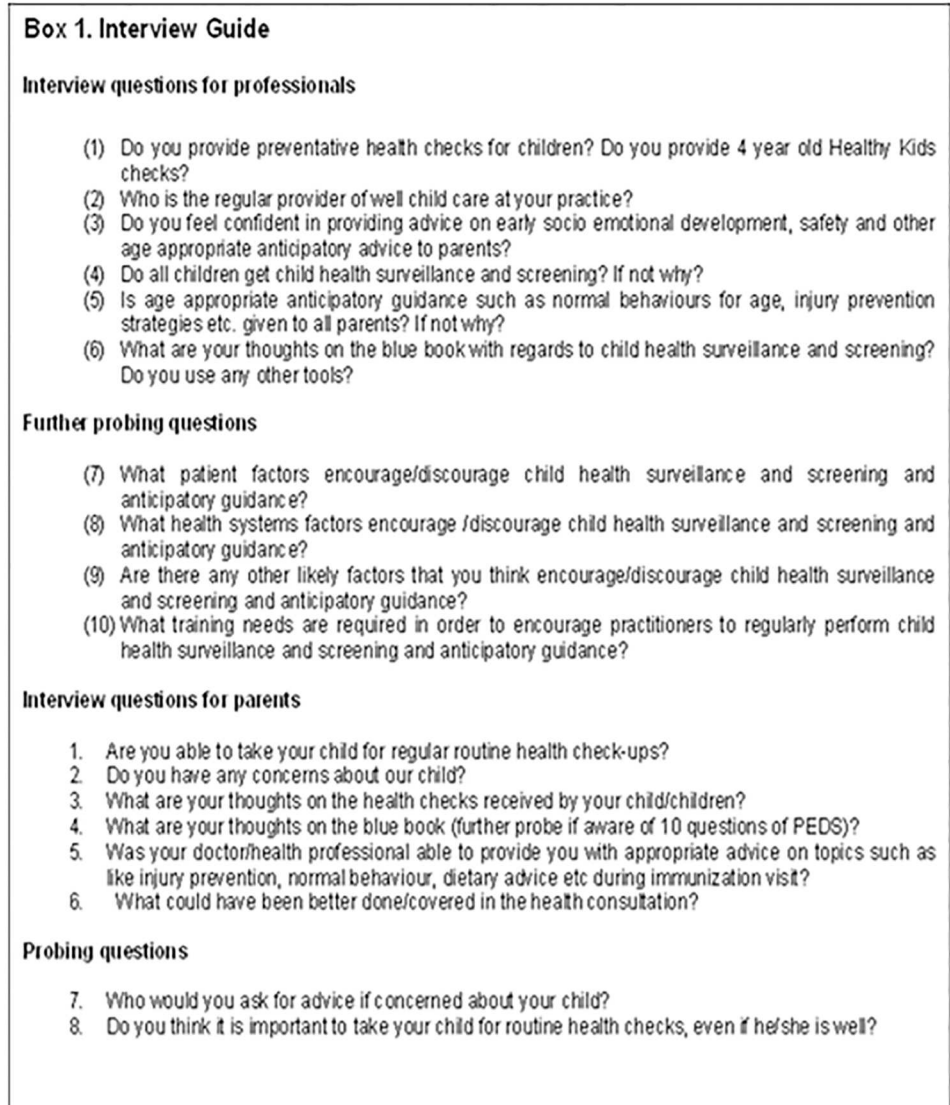 Box 1. Interview Guide
Interview questions for professionals
(1) Do you provide preventative health checks for children? Do you provide 4 year old Healthy Kids
checks?
(2) Who is the regular provider of well child care at your practice?
(3) Do you feel confident in providing advice on early socio emotional development, safety and other
age appropriate anticipatory advice to parents?
(4) Do all children get child health surveillance and screening? If not why?
(5) Is age appropriate anticipatory guidance such as normal behaviours for age, injury prevention
strategies etc. given to all parents? If not why?
(6) What are your thoughts on the blue book with regards to child health surveillance and screening?
Do you use any other tools?
Further probing questions
(7) What patient factors encourage/discourage child health surveillance and screening and
anticipatory guidance?
(8) What health systems factors encourage /discourage child health surveillance and screening and
anticipatory guidance?
(9) Are there any other likely factors that you think encourage/discourage child health surveillance
and screening and anticipatory guidance?
(10) What training needs are required in order to encourage practitioners to regularly perform child
health surveillance and screening and anticipatory guidance?
Interview questions for parents
1. Are you able to take your child for regular routine health check-ups?
2. Do you have any concerns about our child?
3. What are your thoughts on the health checks received by your child/children?
4. What are your thoughts on the blue book (further probe if aware of 10 questions of PEDS)?
5. Was your doctor/health professional able to provide you with appropriate advice on topics such as
like injury prevention, normal behaviour, dietary advice etc during immunization visit?
6. What could have been better done/covered in the health consultation?
Probing questions
7. Who would you ask for advice if concerned about your child?
8. Do you think it is important to take your child for routine health checks, even if he/she is well?